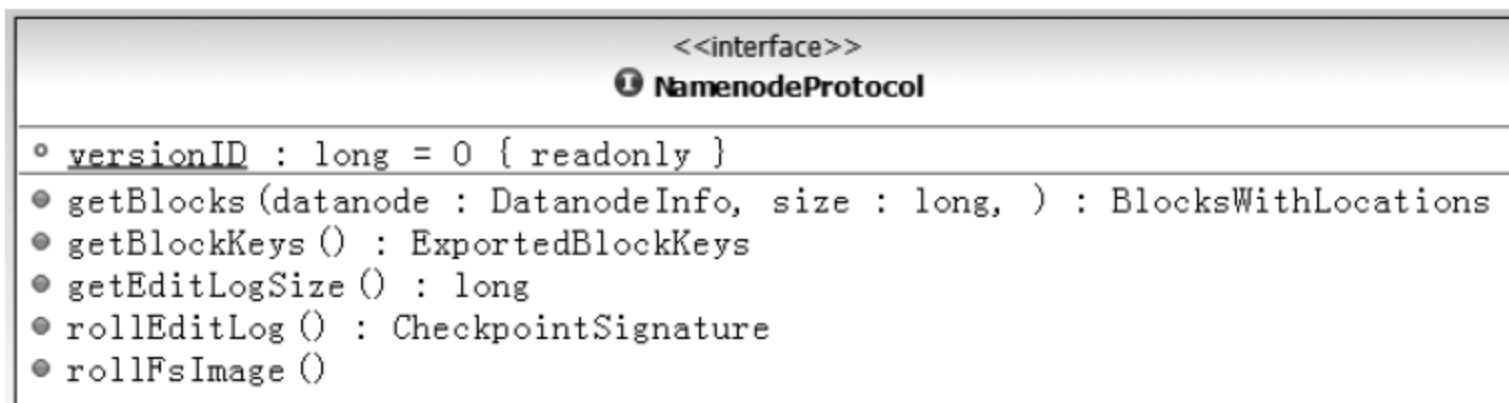 <<interface>>
NamenodeProtocol
versionID : long = 0 { readonly }
getBlocks (datanode : DatanodeInfo, size : long, ) : BlocksWithLocations
getBlockKeys () : ExportedBlockKeys
getEditLogSize () : long
rollEditLog () : CheckpointSignature
rollFsImage ()